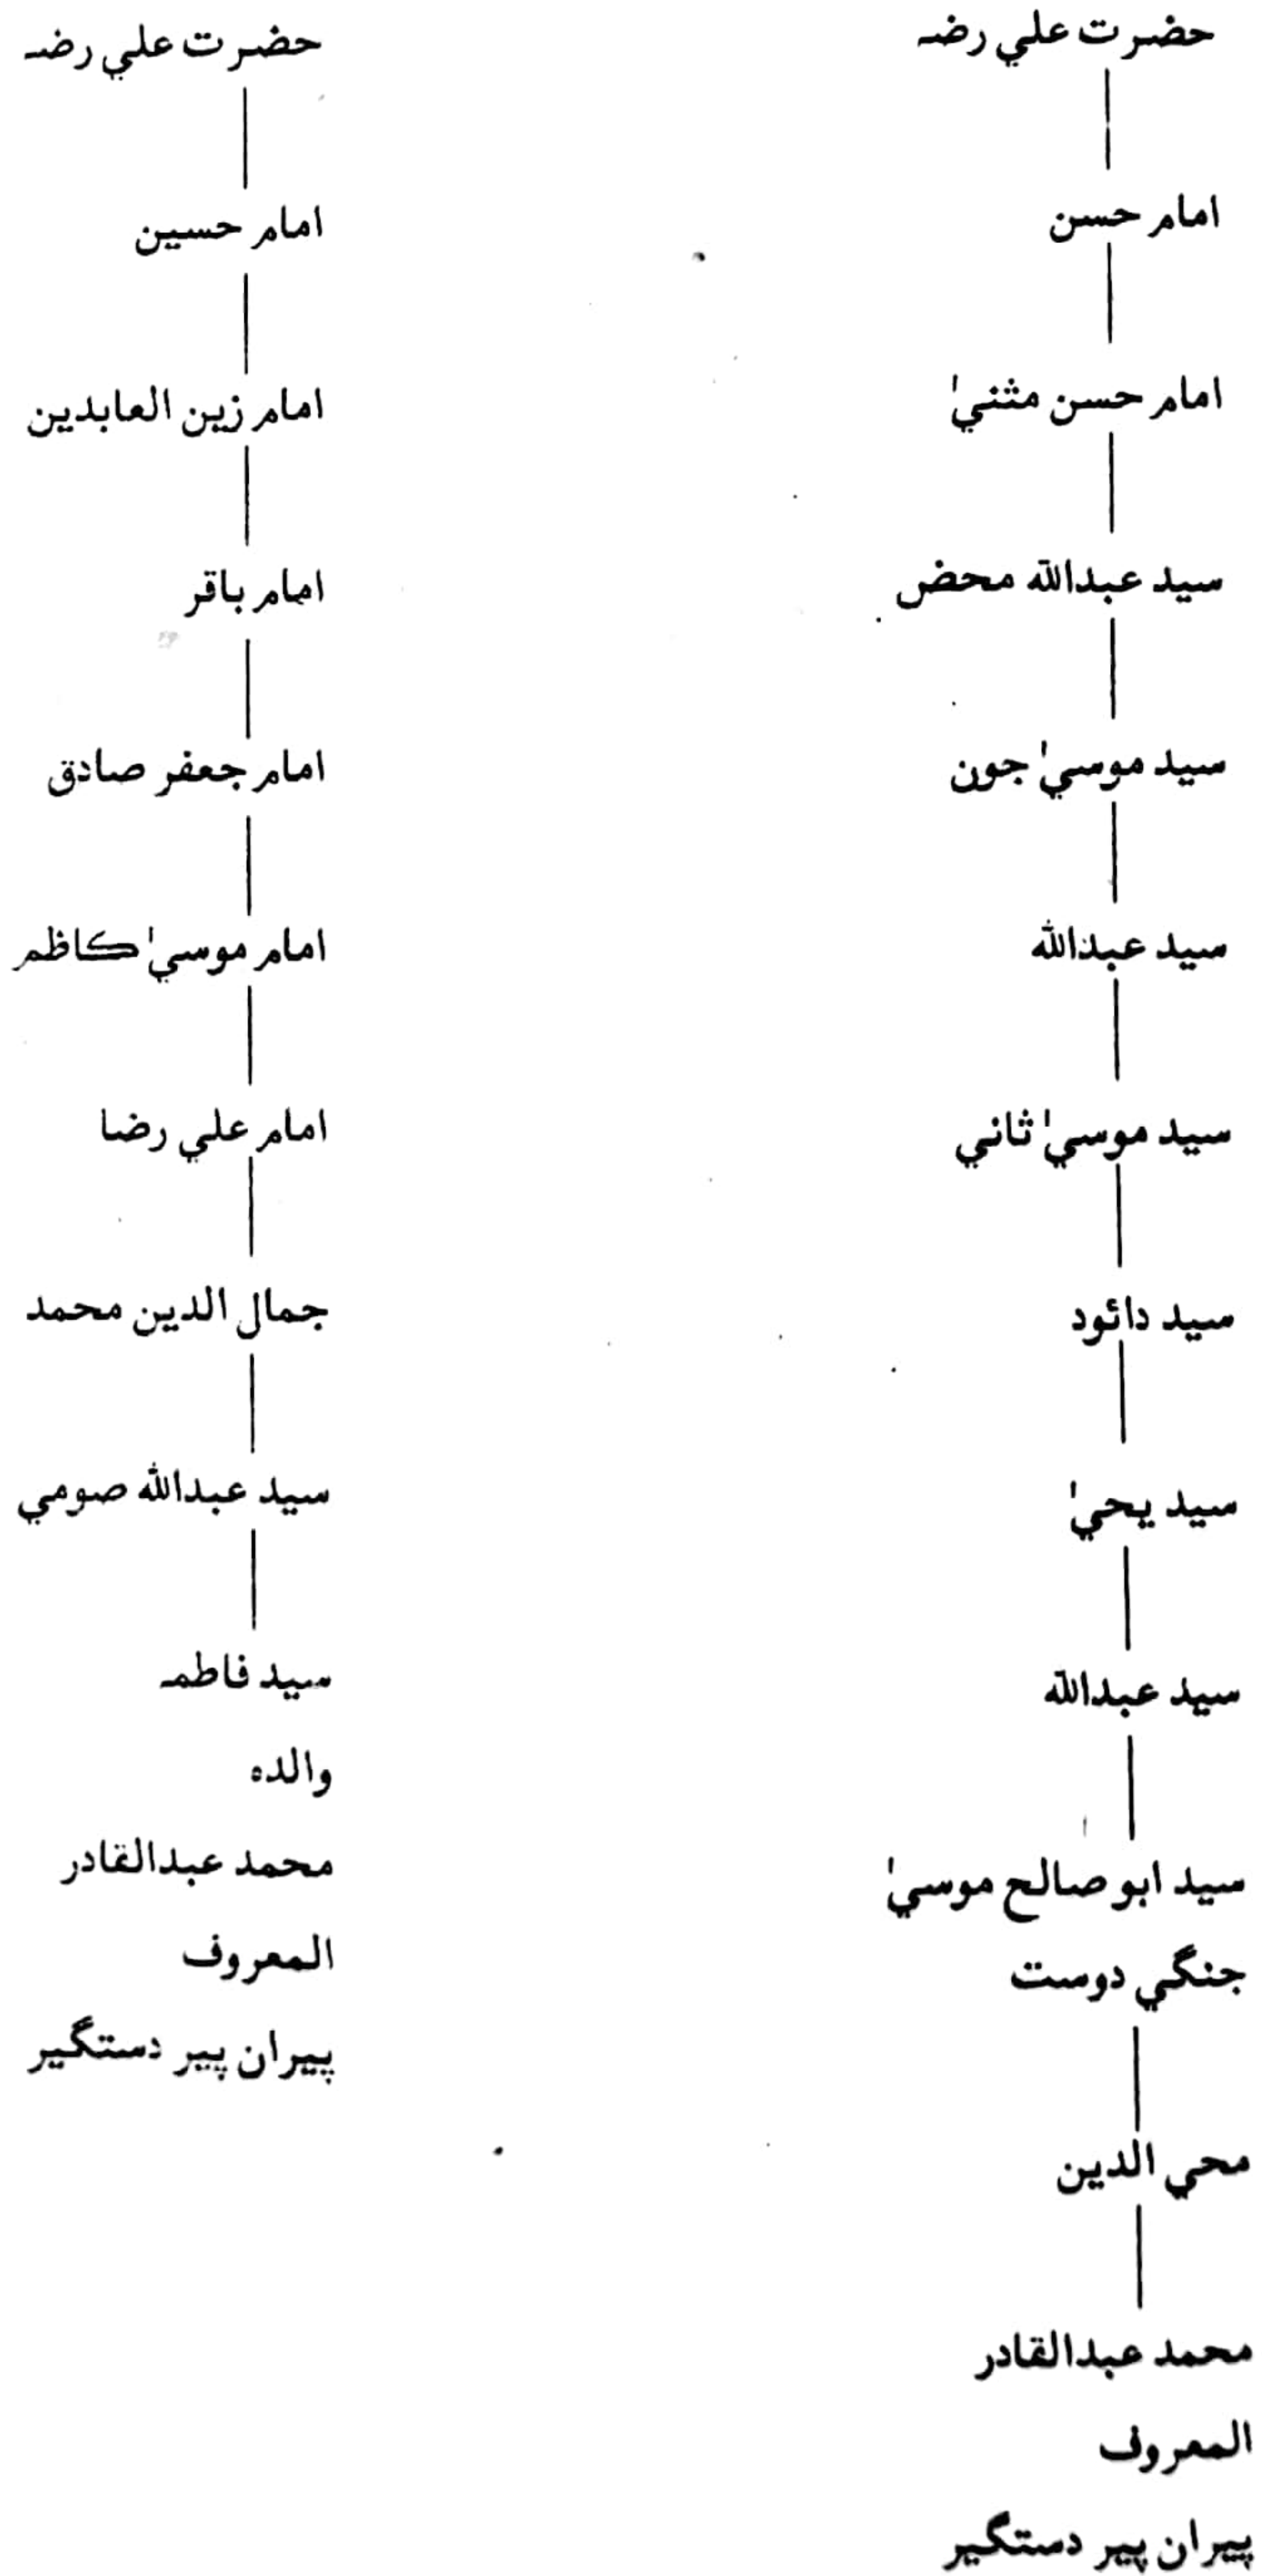 حضرت علي رضہ
امام حسن
امام حسن مثنيٰ
سيد عبدالله محض
سيد موسيٰ جون
سيد عبدالله
سيد موسيٰ ثاني
سيد دائود
سيد يحيٰ
سيد عبدالله
سيد ابو صالح موسيٰ
جنگي دوست
محي الدين
محمد عبدالقادر
المعروف
پيران پير دستگير
حضرت علي رضہ
امام حسين
امام زين العابدين
امام باقر
امام جعفر صادق
امام موسيٰ ڪاظم
امام علي رضا
جمال الدين محمد
سيد عبدالله صومي
سيد فاطمہ
والده
محمد عبدالقادر
المعروف
پيران پير دستگير